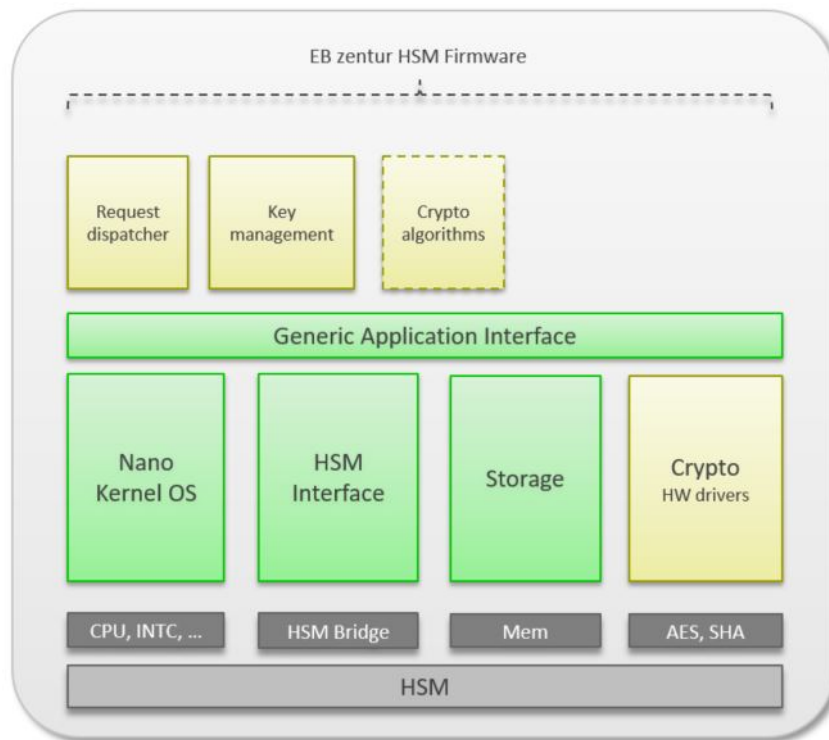 EB zentur HSM Firmware
Request
dispatcher
Key
management
Crypto
algorithms
Generic Application Interface
Nano
Kernel OS
HSM
Interface
Storage
Crypto
HW drivers
CPU, INTC, ...
HSM Bridge
Mem
AES, SHA
HSM